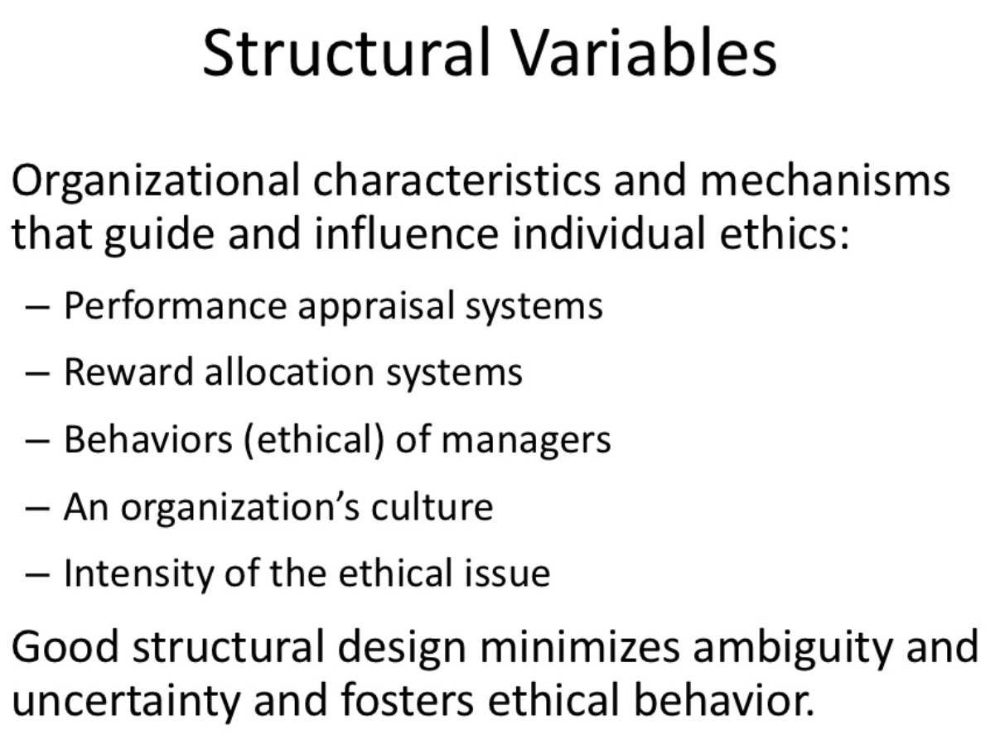 Structural Variables
Organizational characteristics and mechanisms
that guide and influence individual ethics:
– Performance appraisal systems
– Reward allocation systems
– Behaviors (ethical) of managers
– An organization’s culture
– Intensity of the ethical issue
Good structural design minimizes ambiguity and
uncertainty and fosters ethical behavior.